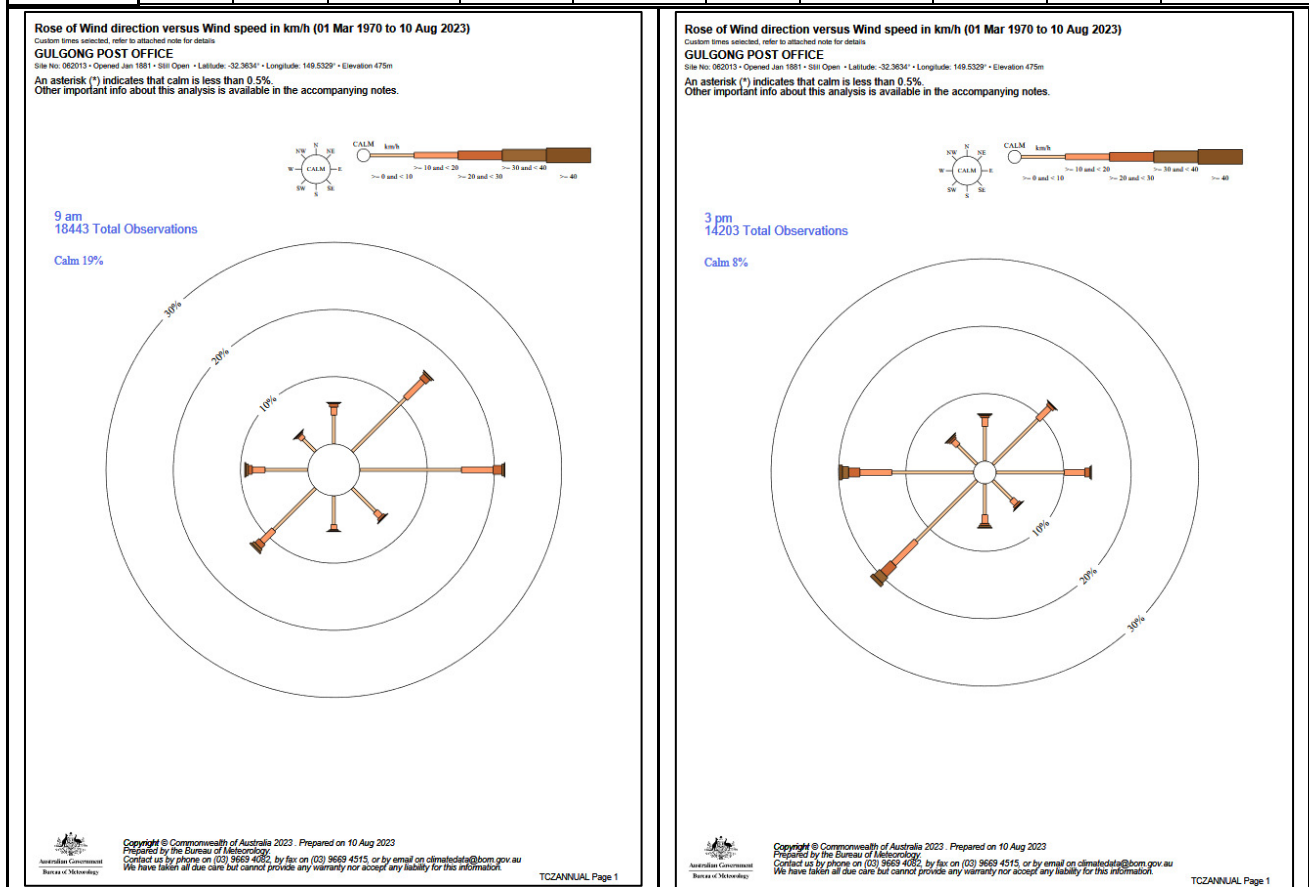 Rose of Wind direction versus Wind speed in km/h (01 Mar 1970 to 10 Aug 2023)
Custom times selected, refer to attached note for details
GULGONG POST OFFICE
Site No: 062013 • Opened Jan 1881 • Still Open • Latitude: -32.3634° • Longitude: 149.5329° • Elevation 475m
An asterisk (*) indicates that calm is less than 0.5%.
Other important info about this analysis is available in the accompanying notes.
N
NW NE
W CALM E
SW SE
S
CALM km/h
>= 10 and < 20 >= 30 and < 40
>= 0 and < 10 >= 20 and < 30 >= 40
9 am
18443 Total Observations
Calm 19%
30%
20%
10%
Australian Government
Bureau of Meteorology
Copyright © Commonwealth of Australia 2023 . Prepared on 10 Aug 2023
Prepared by the Bureau of Meteorology.
Contact us by phone on (03) 9669 4082, by fax on (03) 9669 4515, or by email on climatedata@bom.gov.au
We have taken all due care but cannot provide any warranty nor accept any liability for this information.
TCZANNUAL Page 1
Rose of Wind direction versus Wind speed in km/h (01 Mar 1970 to 10 Aug 2023)
Custom times selected, refer to attached note for details
GULGONG POST OFFICE
Site No: 062013 • Opened Jan 1881 • Still Open • Latitude: -32.3634° • Longitude: 149.5329° • Elevation 475m
An asterisk (*) indicates that calm is less than 0.5%.
Other important info about this analysis is available in the accompanying notes.
N
NW NE
W CALM E
SW SE
S
CALM km/h
>= 10 and < 20 >= 30 and < 40
>= 0 and < 10 >= 20 and < 30 >= 40
3 pm
14203 Total Observations
Calm 8%
10%
20%
30%
Australian Government
Bureau of Meteorology
Copyright © Commonwealth of Australia 2023 . Prepared on 10 Aug 2023
Prepared by the Bureau of Meteorology.
Contact us by phone on (03) 9669 4082, by fax on (03) 9669 4515, or by email on climatedata@bom.gov.au
We have taken all due care but cannot provide any warranty nor accept any liability for this information.
TCZANNUAL Page 1